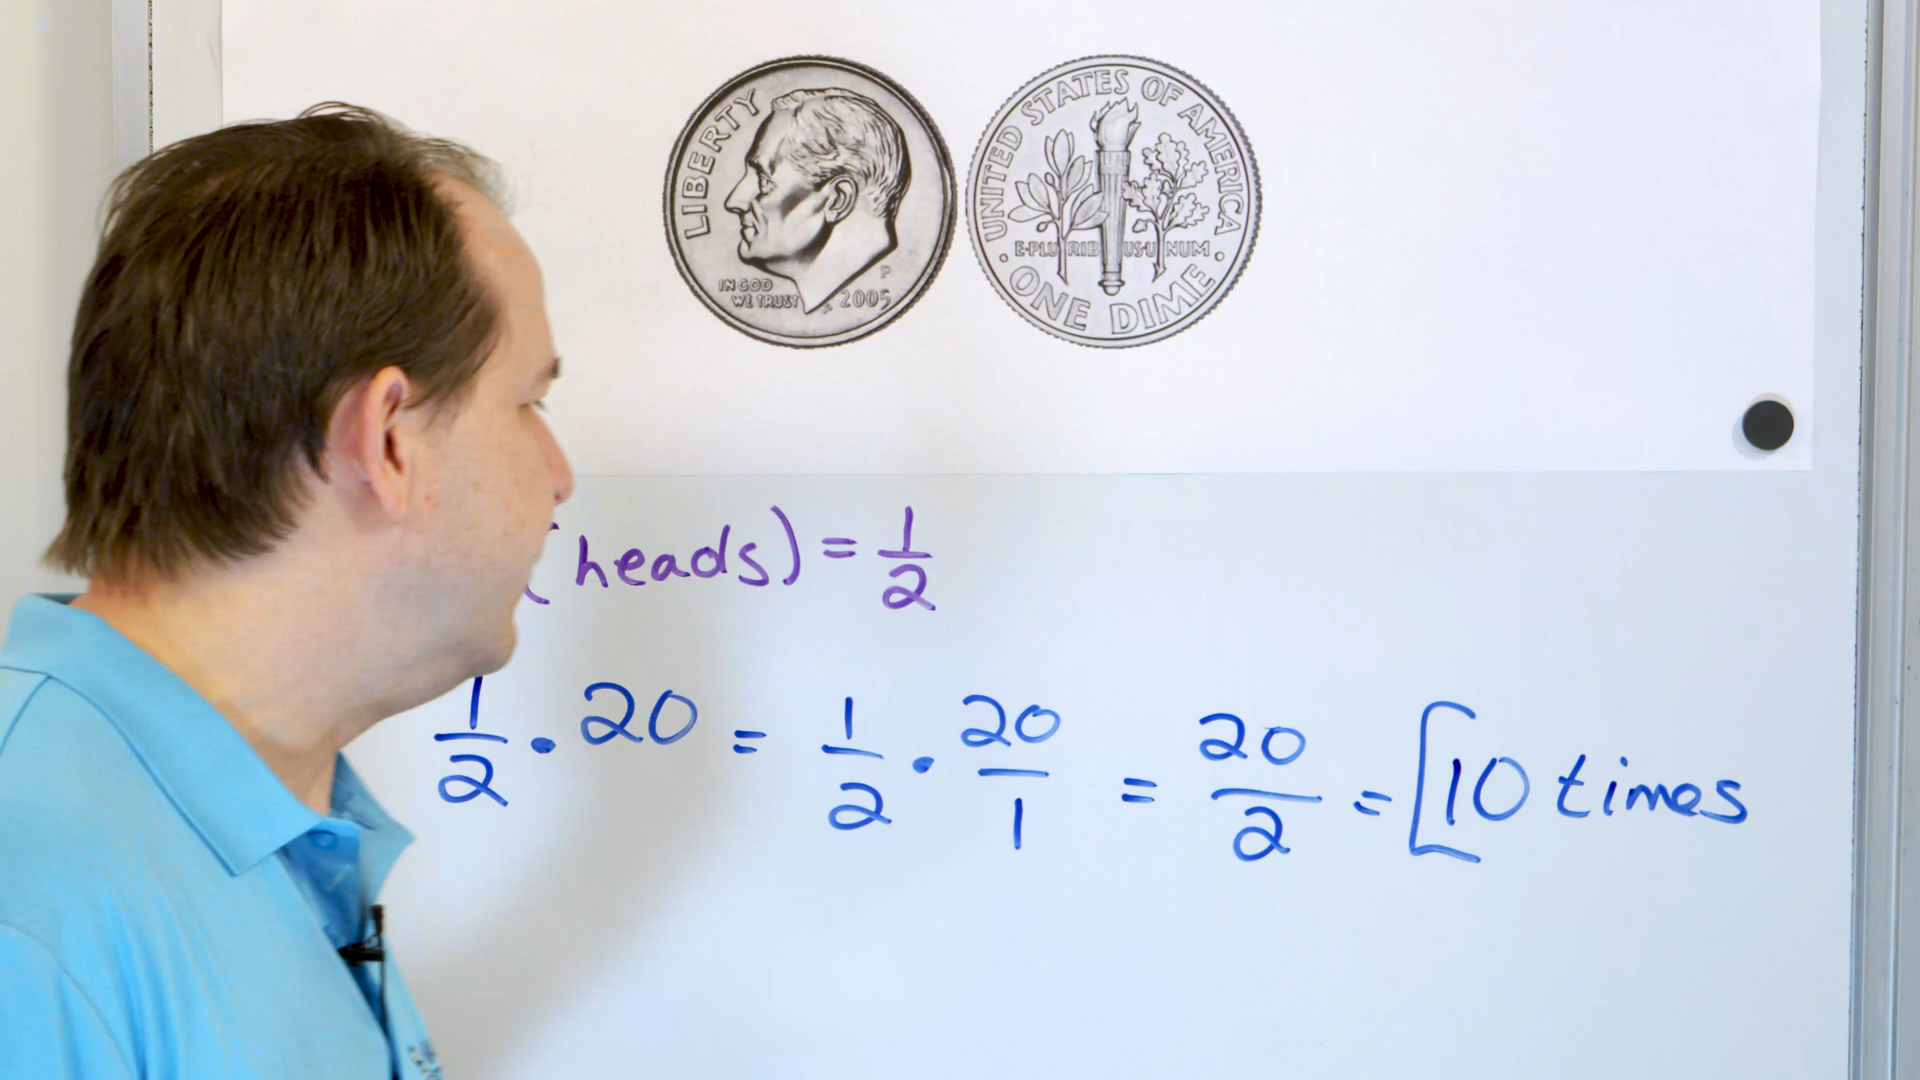 LIBERTY
IN GOD
WE TRUST
2005
P
UNITED STATES OF AMERICA
E·PLURIBUS·UNUM
· ONE DIME ·
(heads) = 1/2
1/2 · 20 = 1/2 · 20/1 = 20/2 = [10 times